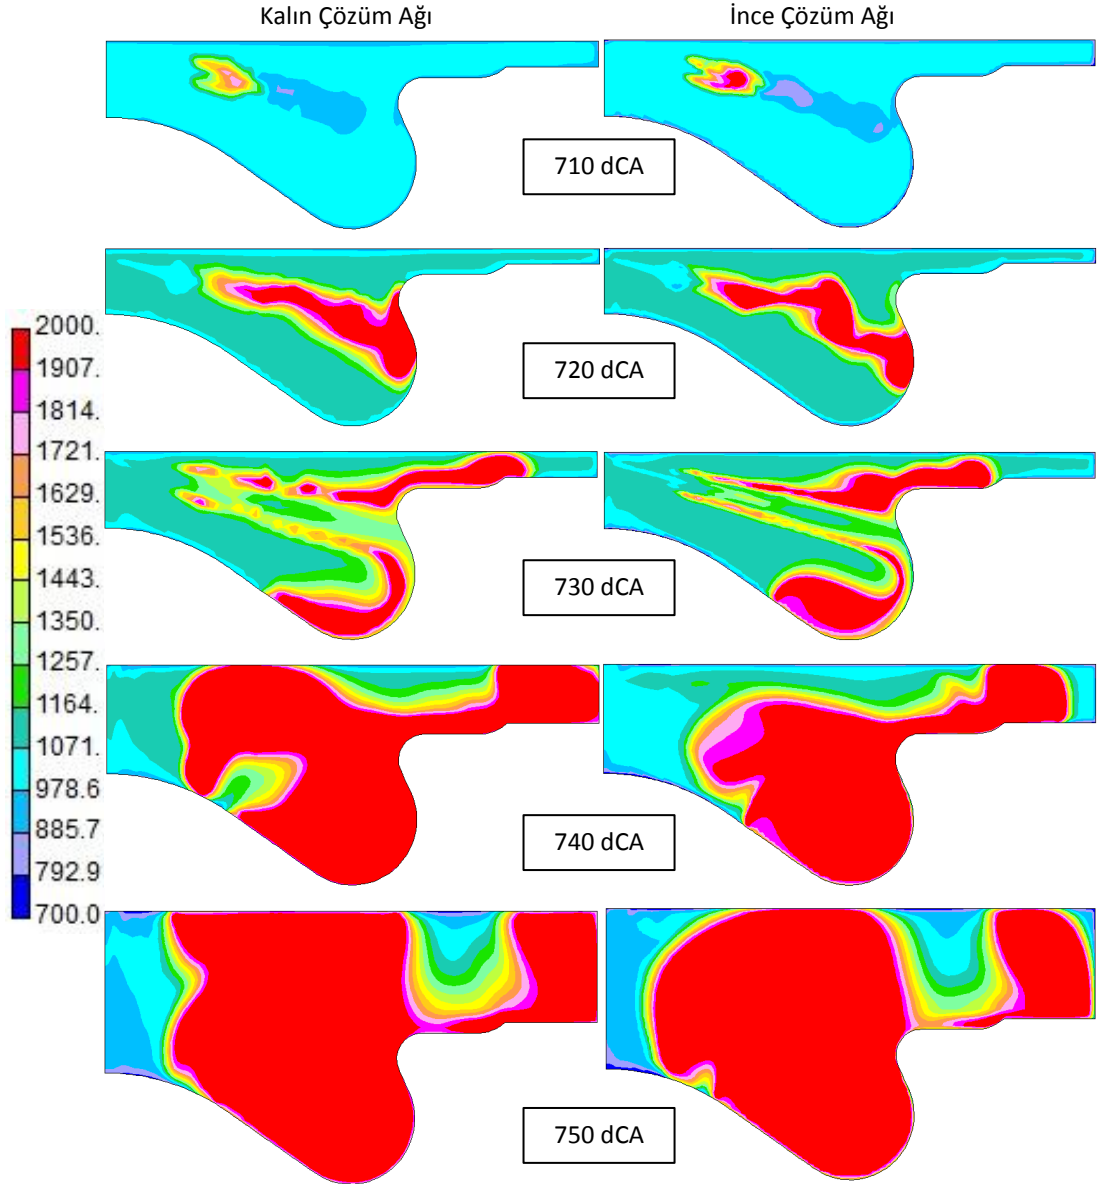 Kalın Çözüm Ağı
İnce Çözüm Ağı
710 dCA
720 dCA
730 dCA
740 dCA
750 dCA
2000.
1907.
1814.
1721.
1629.
1536.
1443.
1350.
1257.
1164.
1071.
978.6
885.7
792.9
700.0